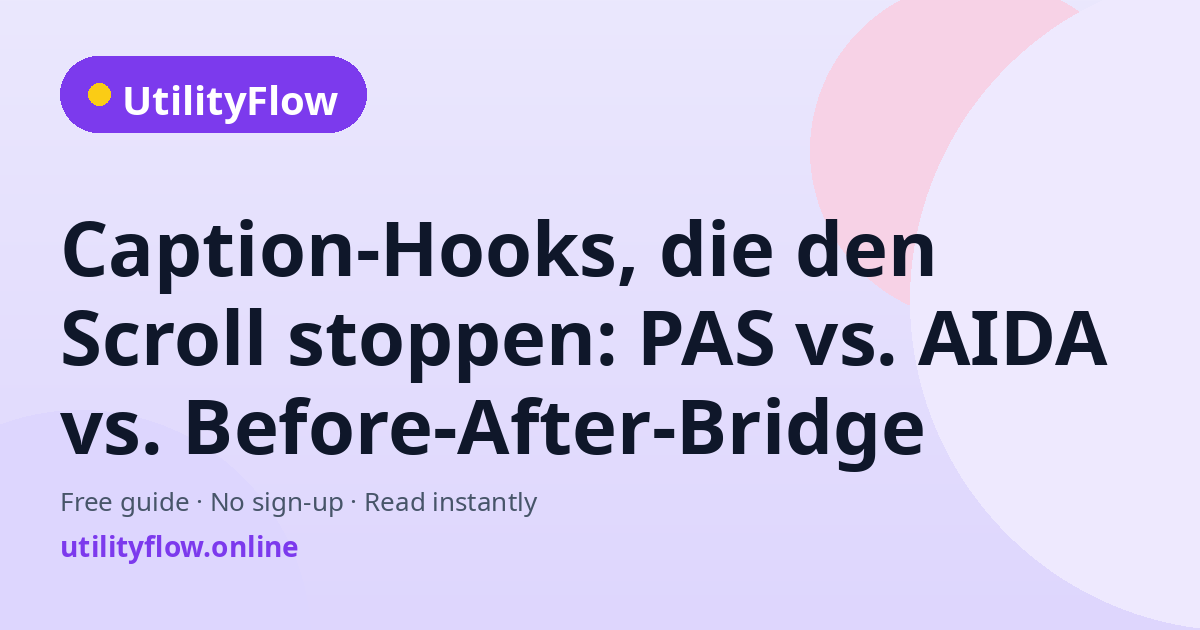 UtilityFlow
Caption-Hooks, die den
Scroll stoppen: PAS vs. AIDA
vs. Before-After-Bridge
Free guide · No sign-up · Read instantly
utilityflow.online